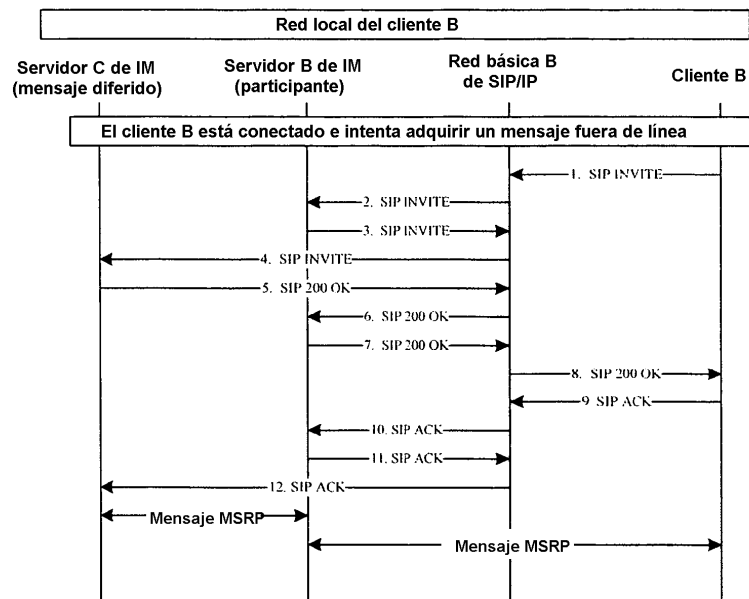 Red local del cliente B
Servidor C de IM
(mensaje diferido)
Servidor B de IM
(participante)
Red básica B
de SIP/IP
Cliente B
El cliente B está conectado e intenta adquirir un mensaje fuera de línea
1. SIP INVITE
2. SIP INVITE
3. SIP INVITE
4. SIP INVITE
5. SIP 200 OK
6. SIP 200 OK
7. SIP 200 OK
8. SIP 200 OK
9 SIP ACK
10. SIP ACK
11. SIP ACK
12. SIP ACK
Mensaje MSRP
Mensaje MSRP